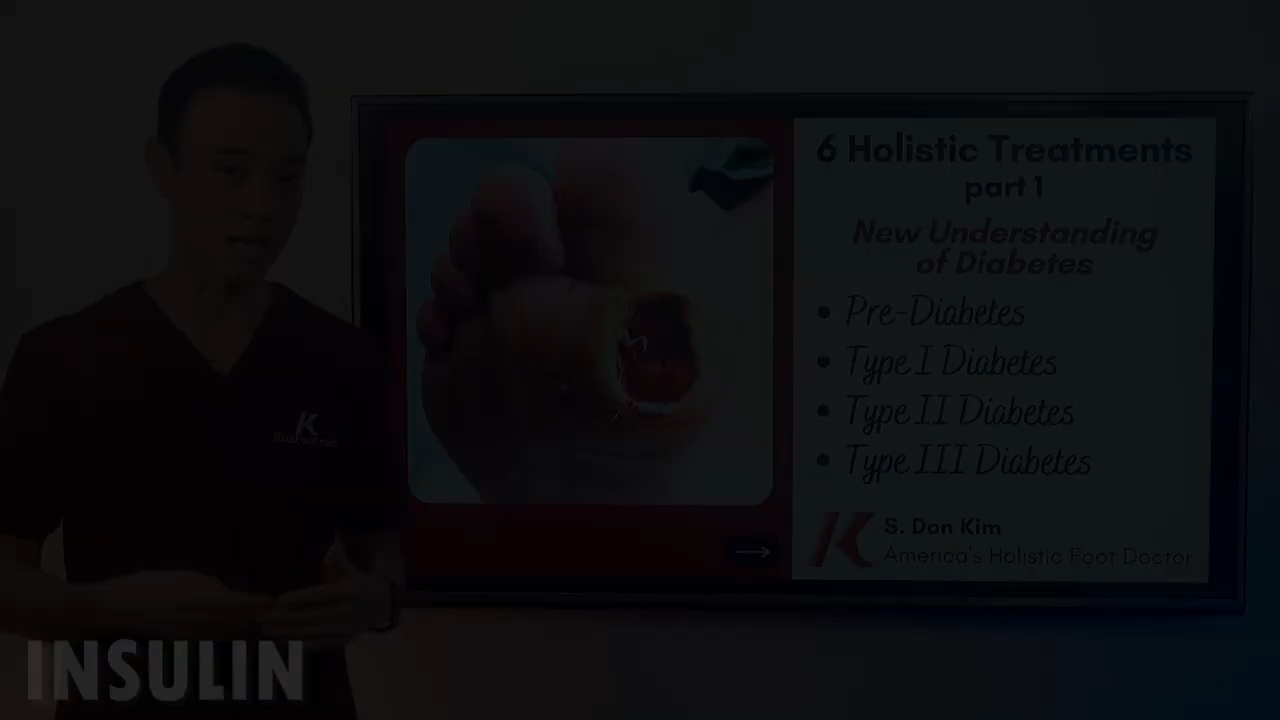 6 Holistic Treatments
part 1
New Understanding
of Diabetes
• Pre-Diabetes
• Type I Diabetes
• Type II Diabetes
• Type III Diabetes
K
S. Don Kim
America's Holistic Foot Doctor
K
INSULIN